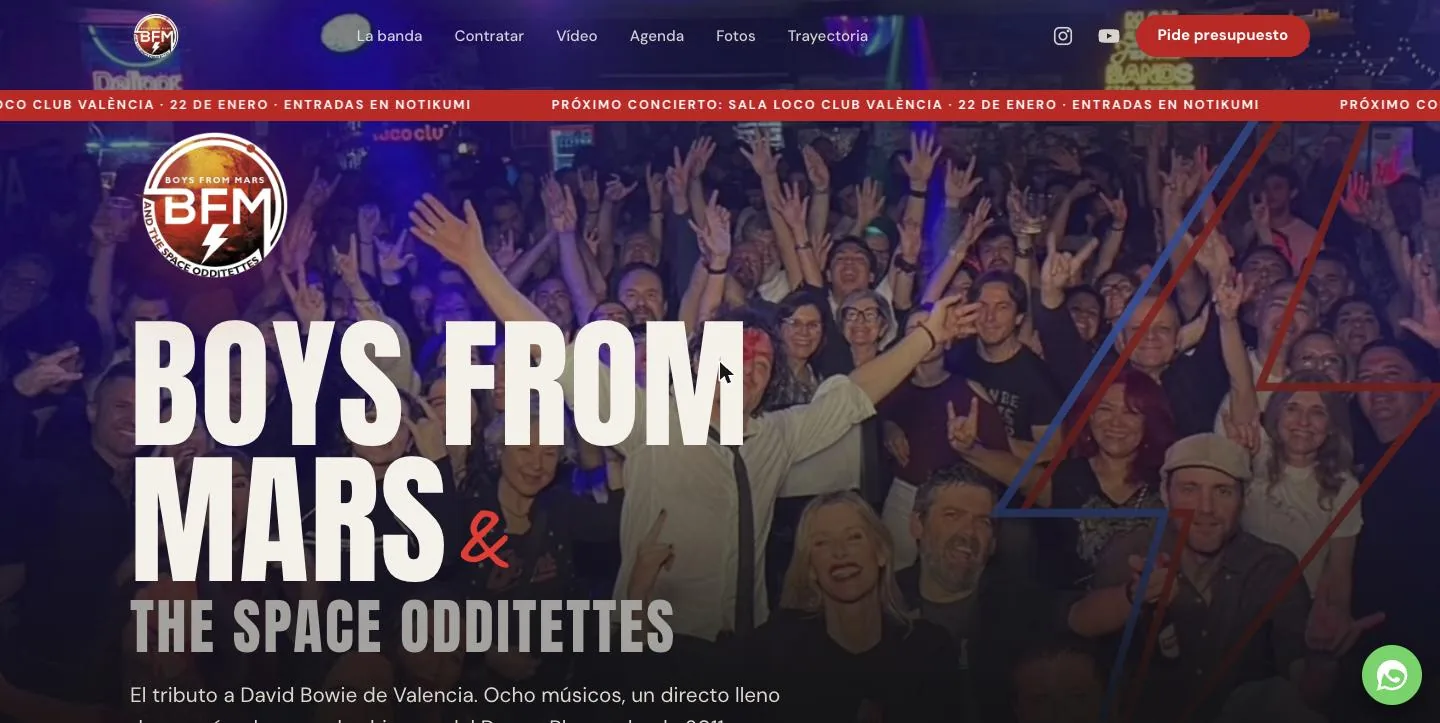 BFM
La banda
Contratar
Vídeo
Agenda
Fotos
Trayectoria
Pide presupuesto
OCO CLUB VALÈNCIA · 22 DE ENERO · ENTRADAS EN NOTIKUMI
PRÓXIMO CONCIERTO: SALA LOCO CLUB VALÈNCIA · 22 DE ENERO · ENTRADAS EN NOTIKUMI
PRÓXIMO CO
BOYS FROM MARS
BFM
AND THE SPACE ODDITETTES
BOYS FROM
MARS &
THE SPACE ODDITETTES
El tributo a David Bowie de Valencia. Ocho músicos, un directo lleno